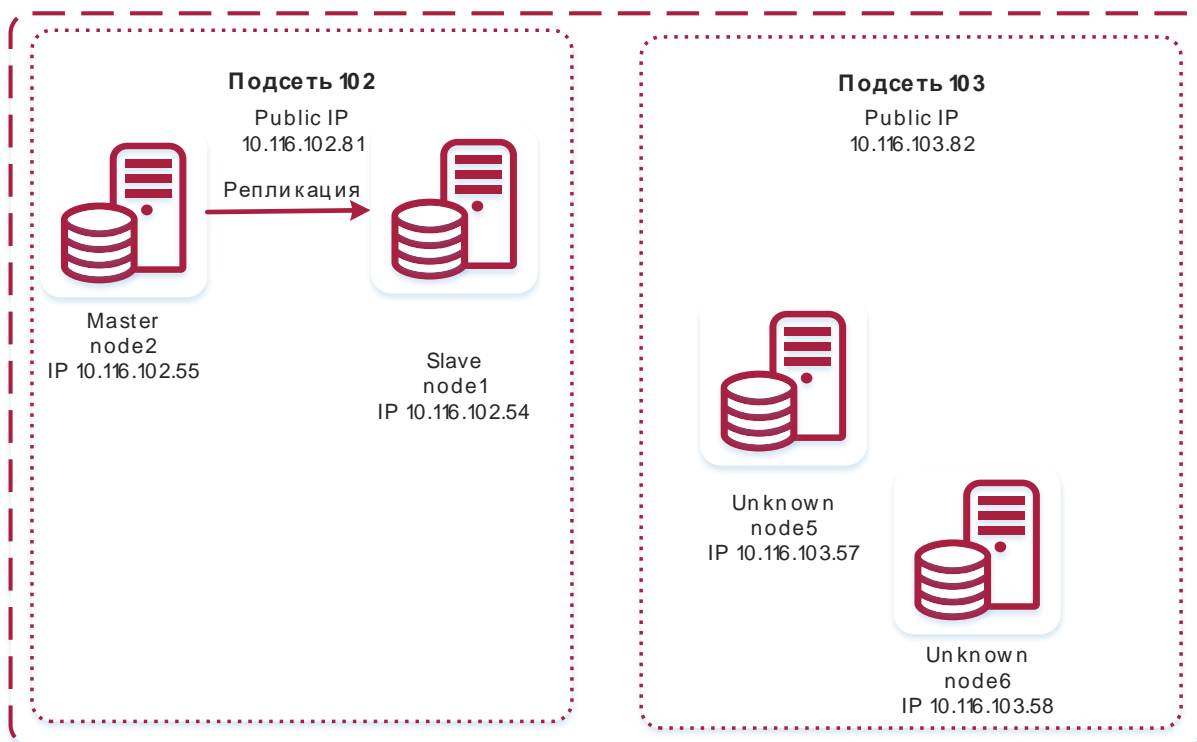 Подсеть 102
Public IP
10.116.102.81
Репликация
Master
node2
IP 10.116.102.55
Slave
node1
IP 10.116.102.54
Подсеть 103
Public IP
10.116.103.82
Unknown
node5
IP 10.116.103.57
Unknown
node6
IP 10.116.103.58